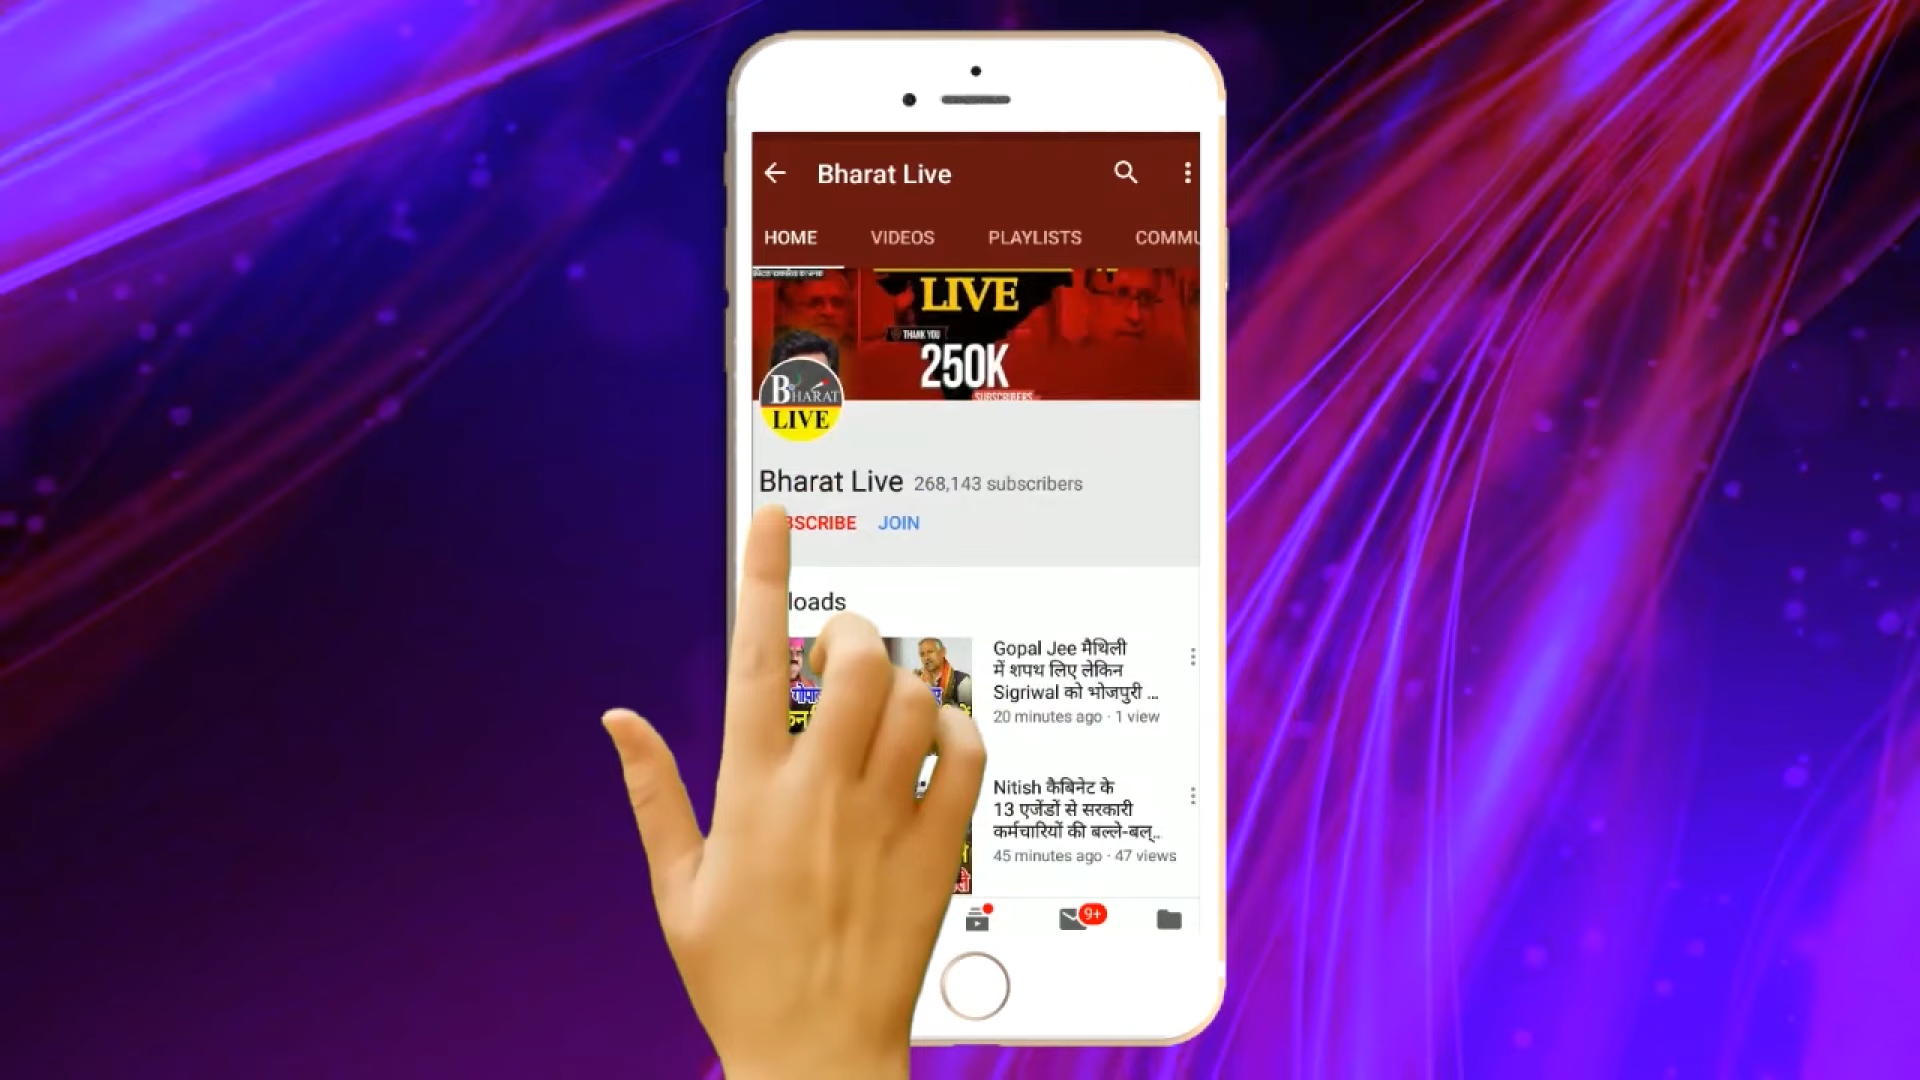 Bharat Live
HOME VIDEOS PLAYLISTS COMMU
LIVE
THANK YOU
250K
SUBSCRIBERS
BHARAT
LIVE
Bharat Live 268,143 subscribers
BSCRIBE JOIN
loads
Gopal Jee मैथिली
में शपथ लिए लेकिन
Sigriwal को भोजपुरी ...
20 minutes ago · 1 view
Nitish कैबिनेट के
13 एजेंडों से सरकारी
कर्मचारियों की बल्ले-बल्..
45 minutes ago · 47 views
9+